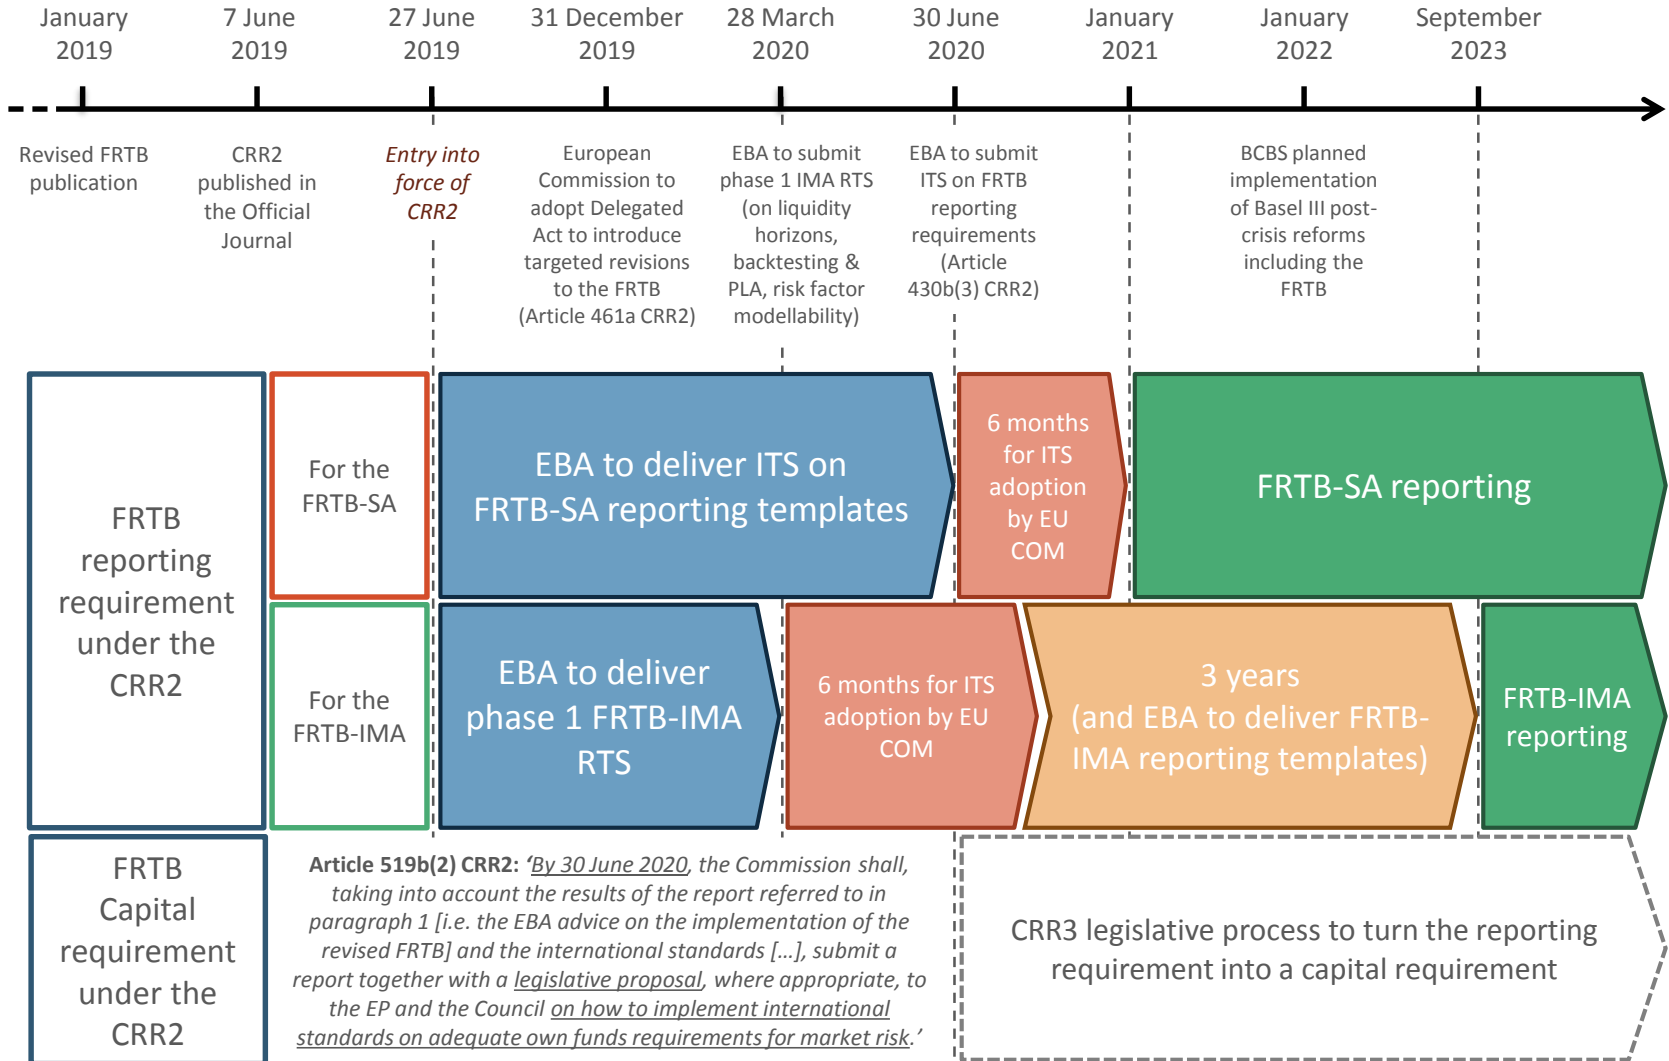 January
2019
7 June
2019
27 June
2019
31 December
2019
28 March
2020
30 June
2020
January
2021
January
2022
September
2023
Revised FRTB
publication
CRR2
published in
the Official
Journal
Entry into
force of
CRR2
European
Commission to
adopt Delegated
Act to introduce
targeted revisions
to the FRTB
(Article 461a CRR2)
EBA to submit
phase 1 IMA RTS
(on liquidity
horizons,
backtesting &
PLA, risk factor
modellability)
EBA to submit
ITS on FRTB
reporting
requirements
(Article
430b(3) CRR2)
BCBS planned
implementation
of Basel III post-
crisis reforms
including the
FRTB
FRTB
reporting
requirement
under the
CRR2
For the
FRTB-SA
EBA to deliver ITS on
FRTB-SA reporting templates
6 months
for ITS
adoption
by EU
COM
FRTB-SA reporting
For the
FRTB-IMA
EBA to deliver
phase 1 FRTB-IMA
RTS
6 months for ITS
adoption by EU
COM
3 years
(and EBA to deliver FRTB-
IMA reporting templates)
FRTB-IMA
reporting
FRTB
Capital
requirement
under the
CRR2
Article 519b(2) CRR2: ‘By 30 June 2020, the Commission shall,
taking into account the results of the report referred to in
paragraph 1 [i.e. the EBA advice on the implementation of the
revised FRTB] and the international standards […], submit a
report together with a legislative proposal, where appropriate, to
the EP and the Council on how to implement international
standards on adequate own funds requirements for market risk.’
CRR3 legislative process to turn the reporting
requirement into a capital requirement